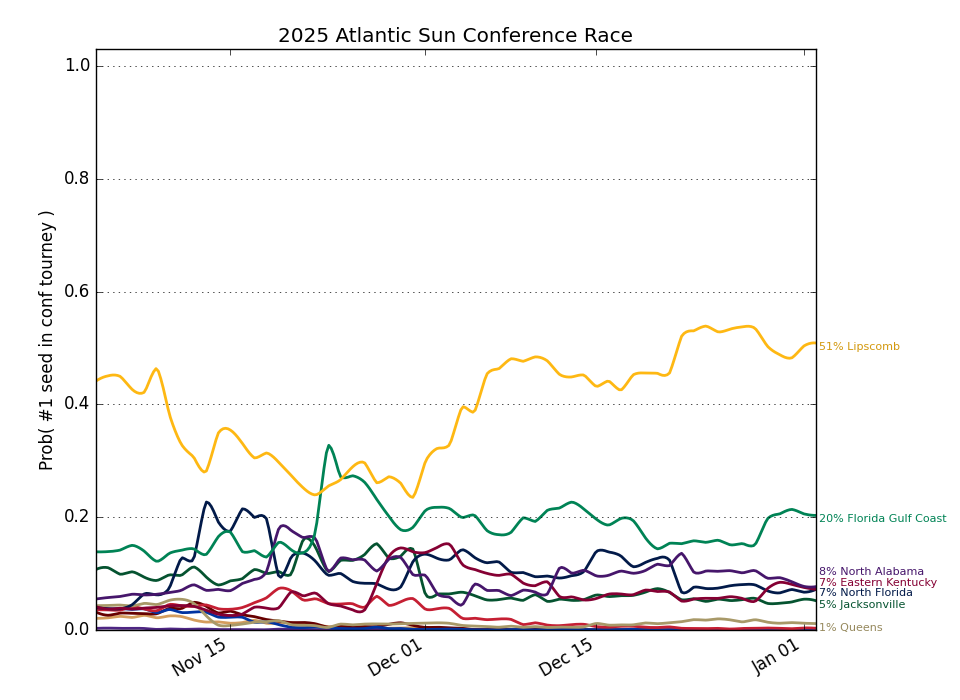 2025 Atlantic Sun Conference Race
Prob( #1 seed in conf tourney )
1.0
0.8
0.6
0.4
0.2
0.0
Nov 15
Dec 01
Dec 15
Jan 01
51% Lipscomb
20% Florida Gulf Coast
8% North Alabama
7% Eastern Kentucky
7% North Florida
5% Jacksonville
1% Queens